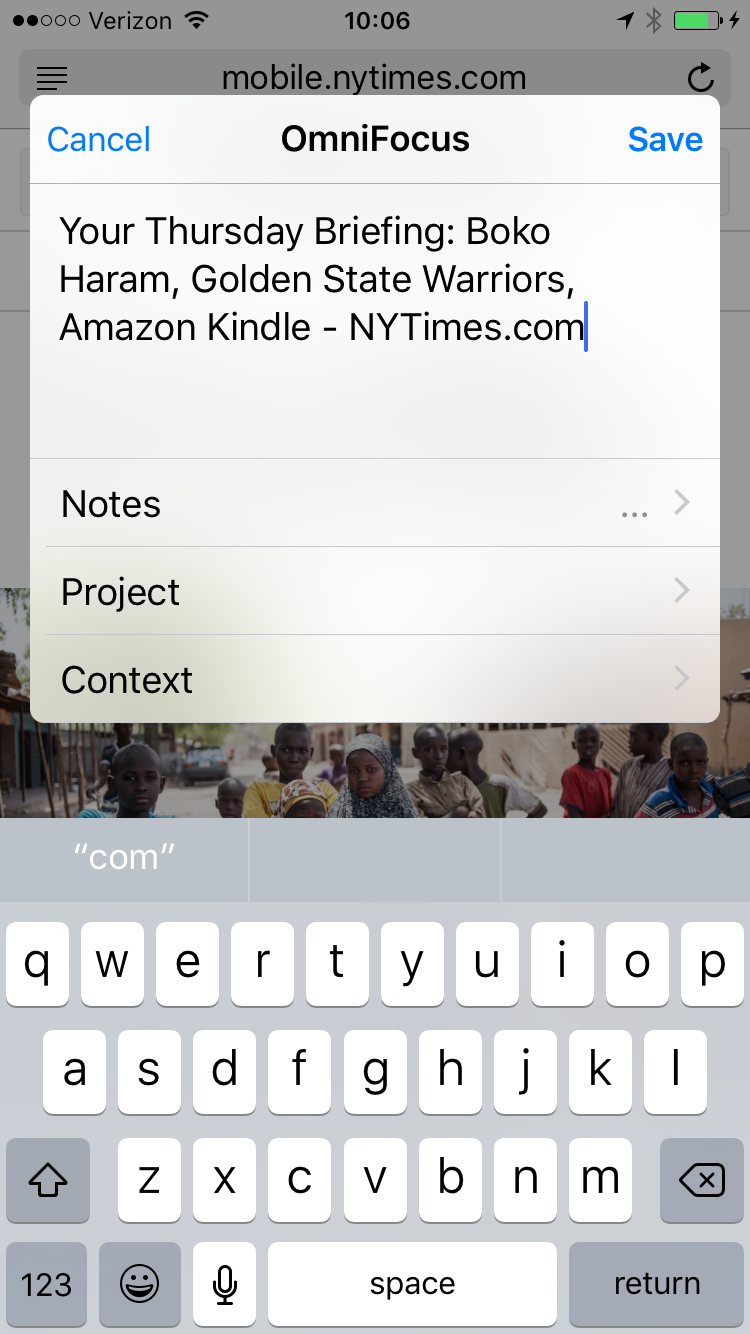 Verizon 10:06
mobile.nytimes.com
Cancel OmniFocus Save
Your Thursday Briefing: Boko
Haram, Golden State Warriors,
Amazon Kindle - NYTimes.com
Notes ...
Project
Context
“com”
q w e r t y u i o p
a s d f g h j k l
z x c v b n m
123 space return